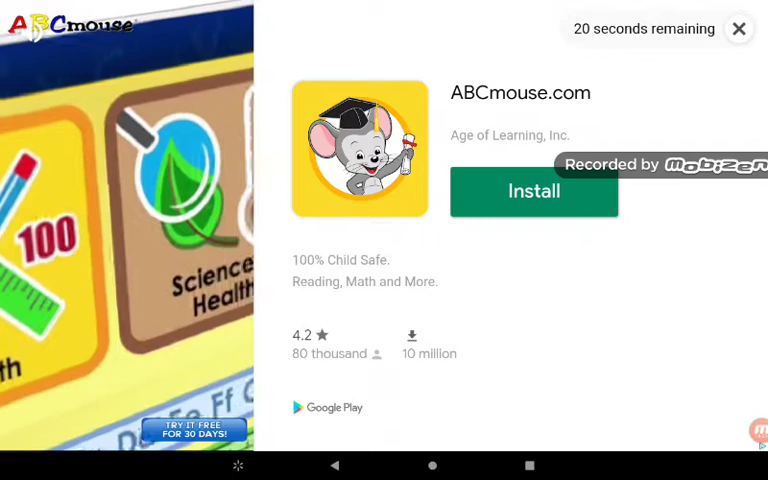 ABCmouse
20 seconds remaining
ABCmouse.com
Age of Learning, Inc.
Recorded by mobizen
Install
100
Science
Health
th
100% Child Safe.
Reading, Math and More.
4.2
80 thousand
10 million
Ff
TRY IT FREE
FOR 30 DAYS!
Google Play